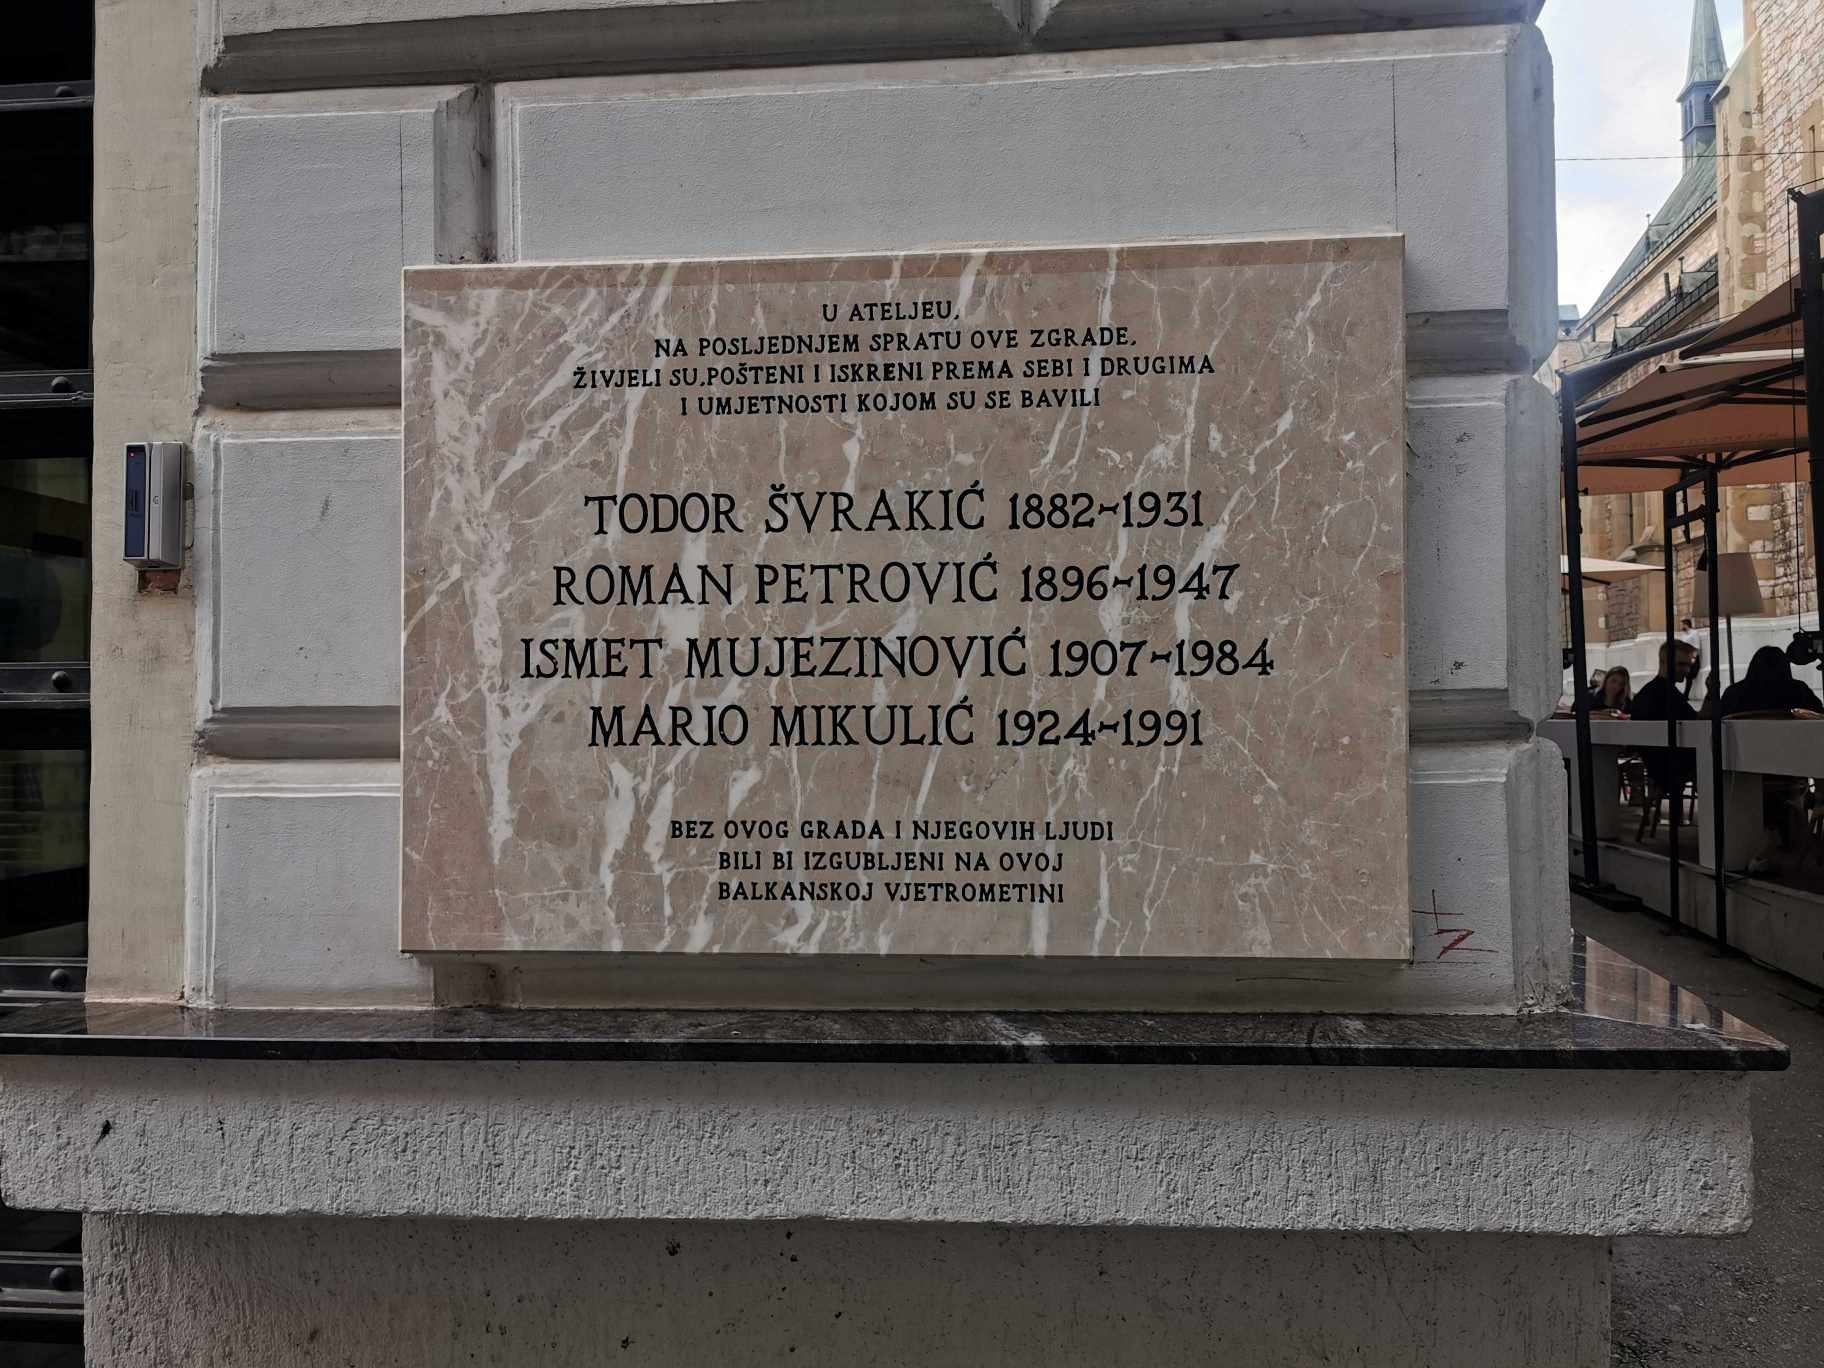 U ATELJEU,
NA POSLJEDNJEM SPRATU OVE ZGRADE,
ŽIVJELI SU,POŠTENI I ISKRENI PREMA SEBI I DRUGIMA
I UMJETNOSTI KOJOM SU SE BAVILI
TODOR ŠVRAKIĆ 1882-1931
ROMAN PETROVIĆ 1896-1947
ISMET MUJEZINOVIĆ 1907-1984
MARIO MIKULIĆ 1924-1991
BEZ OVOG GRADA I NJEGOVIH LJUDI
BILI BI IZGUBLJENI NA OVOJ
BALKANSKOJ VJETROMETINI